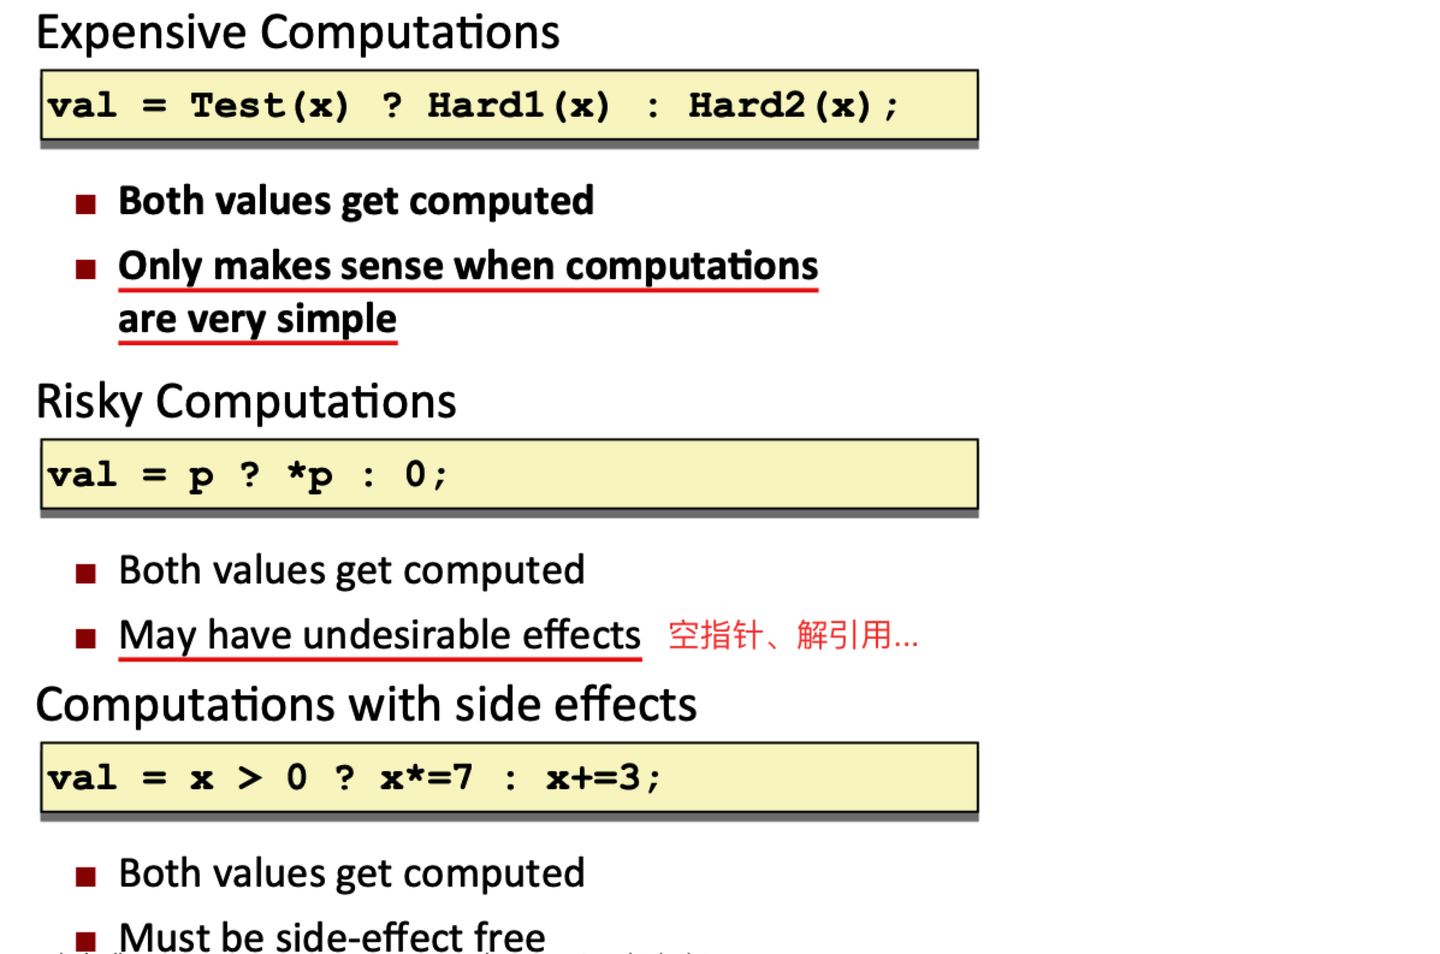 Expensive Computations
val = Test(x) ? Hard1(x) : Hard2(x);
Both values get computed
Only makes sense when computations
are very simple
Risky Computations
val = p ? *p : 0;
Both values get computed
May have undesirable effects 空指针、解引用...
Computations with side effects
val = x > 0 ? x*=7 : x+=3;
Both values get computed
Must be side-effect free